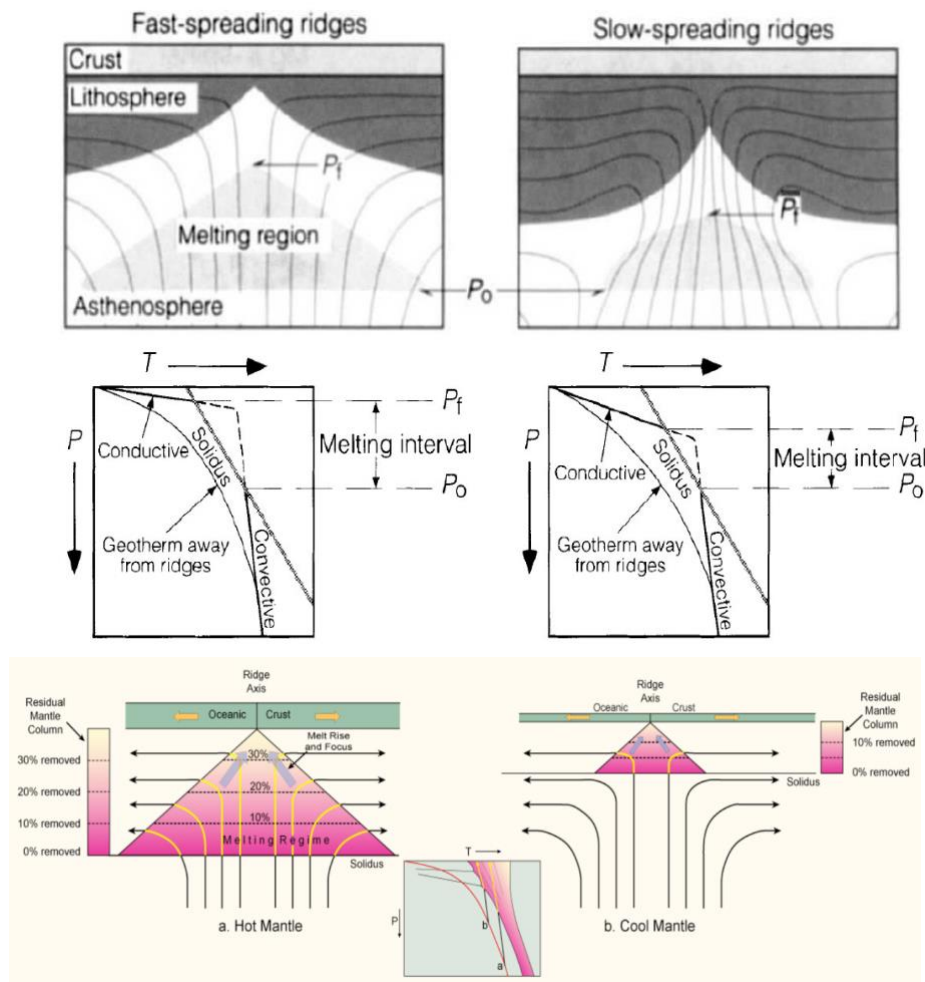 Fast-spreading ridges
Crust
Lithosphere
Pf
Melting region
Asthenosphere
Slow-spreading ridges
Pf
Po
T
P
Conductive
Solidus
Geotherm away
from ridges
Convective
Pf
Melting interval
Po
T
P
Conductive
Solidus
Geotherm away
from ridges
Convective
Pf
Melting interval
Po
Residual
Mantle
Column
30% removed
20% removed
10% removed
0% removed
Ridge
Axis
Oceanic Crust
Melt Rise
and Focus
30%
20%
10%
Melting Regime
Solidus
a. Hot Mantle
T
P
b
a
Ridge
Axis
Oceanic Crust
Residual
Mantle
Column
10% removed
0% removed
Solidus
b. Cool Mantle